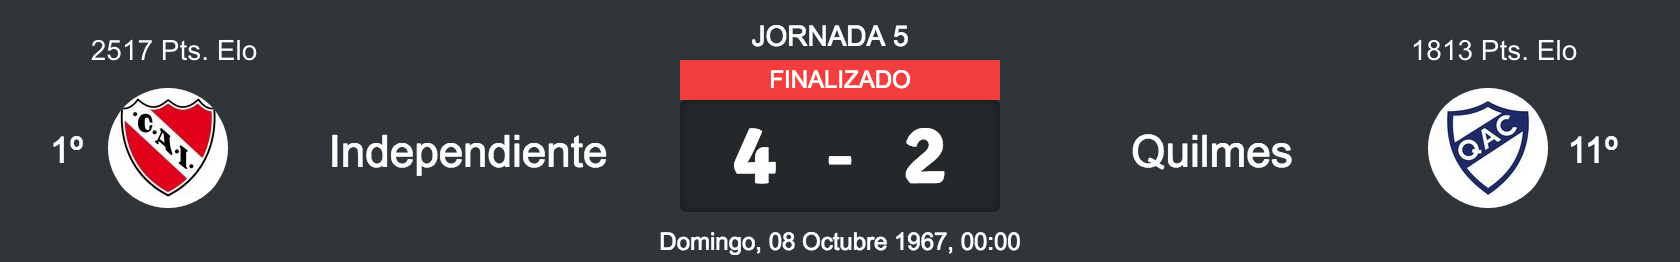 JORNADA 5
2517 Pts. Elo
1813 Pts. Elo
FINALIZADO
1º
·C·A·I·
Independiente
4 - 2
Quilmes
QAC
11º
Domingo, 08 Octubre 1967, 00:00